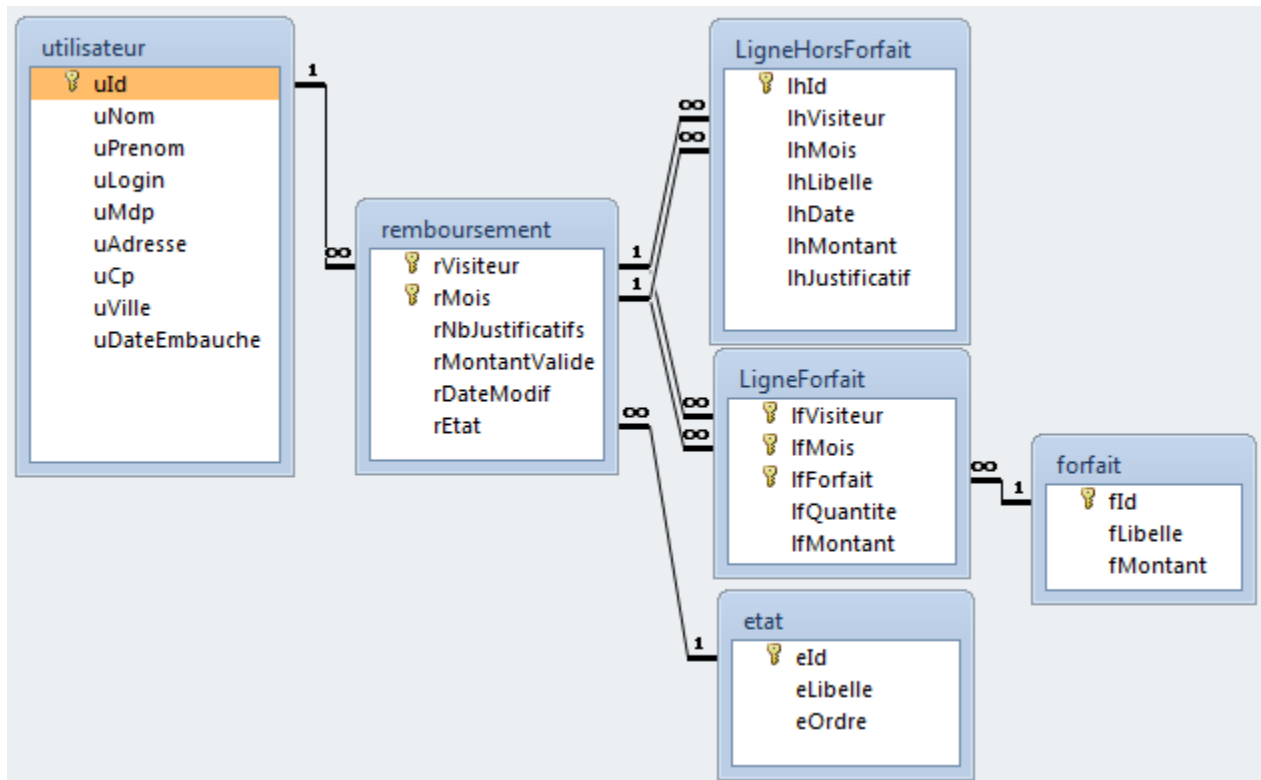 utilisateur
uId
uNom
uPrenom
uLogin
uMdp
uAdresse
uCp
uVille
uDateEmbauche
1
∞
remboursement
rVisiteur
rMois
rNbJustificatifs
rMontantValide
rDateModif
rEtat
1
1
∞
∞
∞
LigneHorsForfait
lhId
lhVisiteur
lhMois
lhLibelle
lhDate
lhMontant
lhJustificatif
∞
∞
LigneForfait
lfVisiteur
lfMois
lfForfait
lfQuantite
lfMontant
∞
1
forfait
fId
fLibelle
fMontant
1
etat
eId
eLibelle
eOrdre